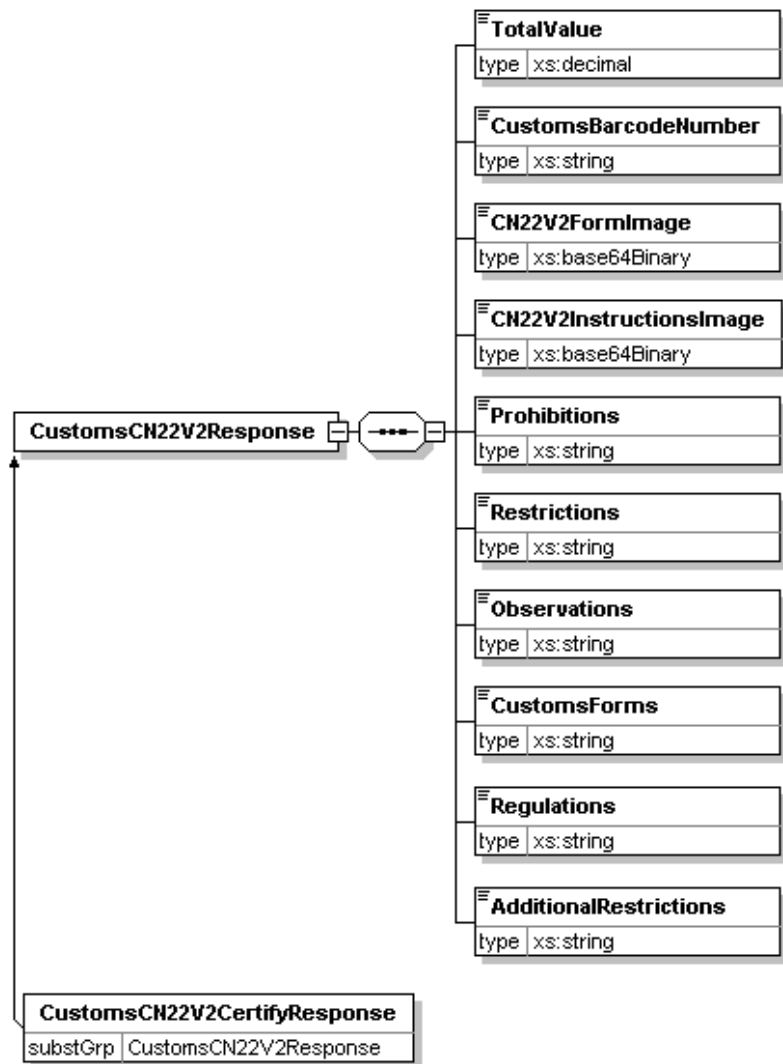 TotalValue
type xs:decimal
CustomsBarcodeNumber
type xs:string
CN22V2FormImage
type xs:base64Binary
CN22V2InstructionsImage
type xs:base64Binary
CustomsCN22V2Response
Prohibitions
type xs:string
Restrictions
type xs:string
Observations
type xs:string
CustomsForms
type xs:string
Regulations
type xs:string
AdditionalRestrictions
type xs:string
CustomsCN22V2CertifyResponse
substGrp CustomsCN22V2Response